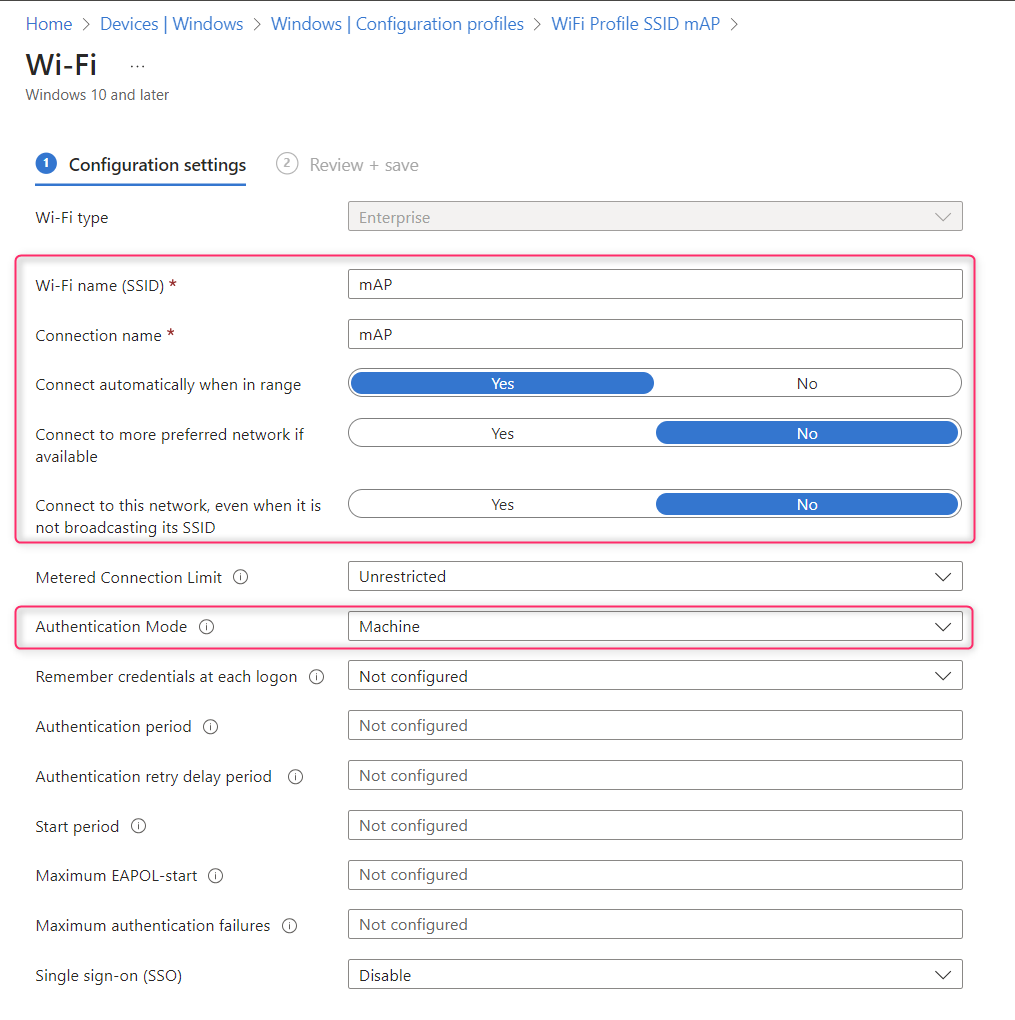 Home > Devices | Windows > Windows | Configuration profiles > WiFi Profile SSID mAP >
Wi-Fi ...
Windows 10 and later
1 Configuration settings 2 Review + save
Wi-Fi type Enterprise
Wi-Fi name (SSID) * mAP
Connection name * mAP
Connect automatically when in range Yes No
Connect to more preferred network if
available Yes No
Connect to this network, even when it is
not broadcasting its SSID Yes No
Metered Connection Limit Unrestricted
Authentication Mode Machine
Remember credentials at each logon Not configured
Authentication period Not configured
Authentication retry delay period Not configured
Start period Not configured
Maximum EAPOL-start Not configured
Maximum authentication failures Not configured
Single sign-on (SSO) Disable